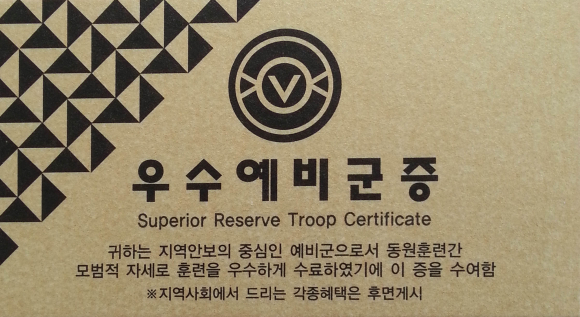 V
우수예비군증
Superior Reserve Troop Certificate
귀하는 지역안보의 중심인 예비군으로서 동원훈련간
모범적 자세로 훈련을 우수하게 수료하였기에 이 증을 수여함
※지역사회에서 드리는 각종혜택은 후면게시